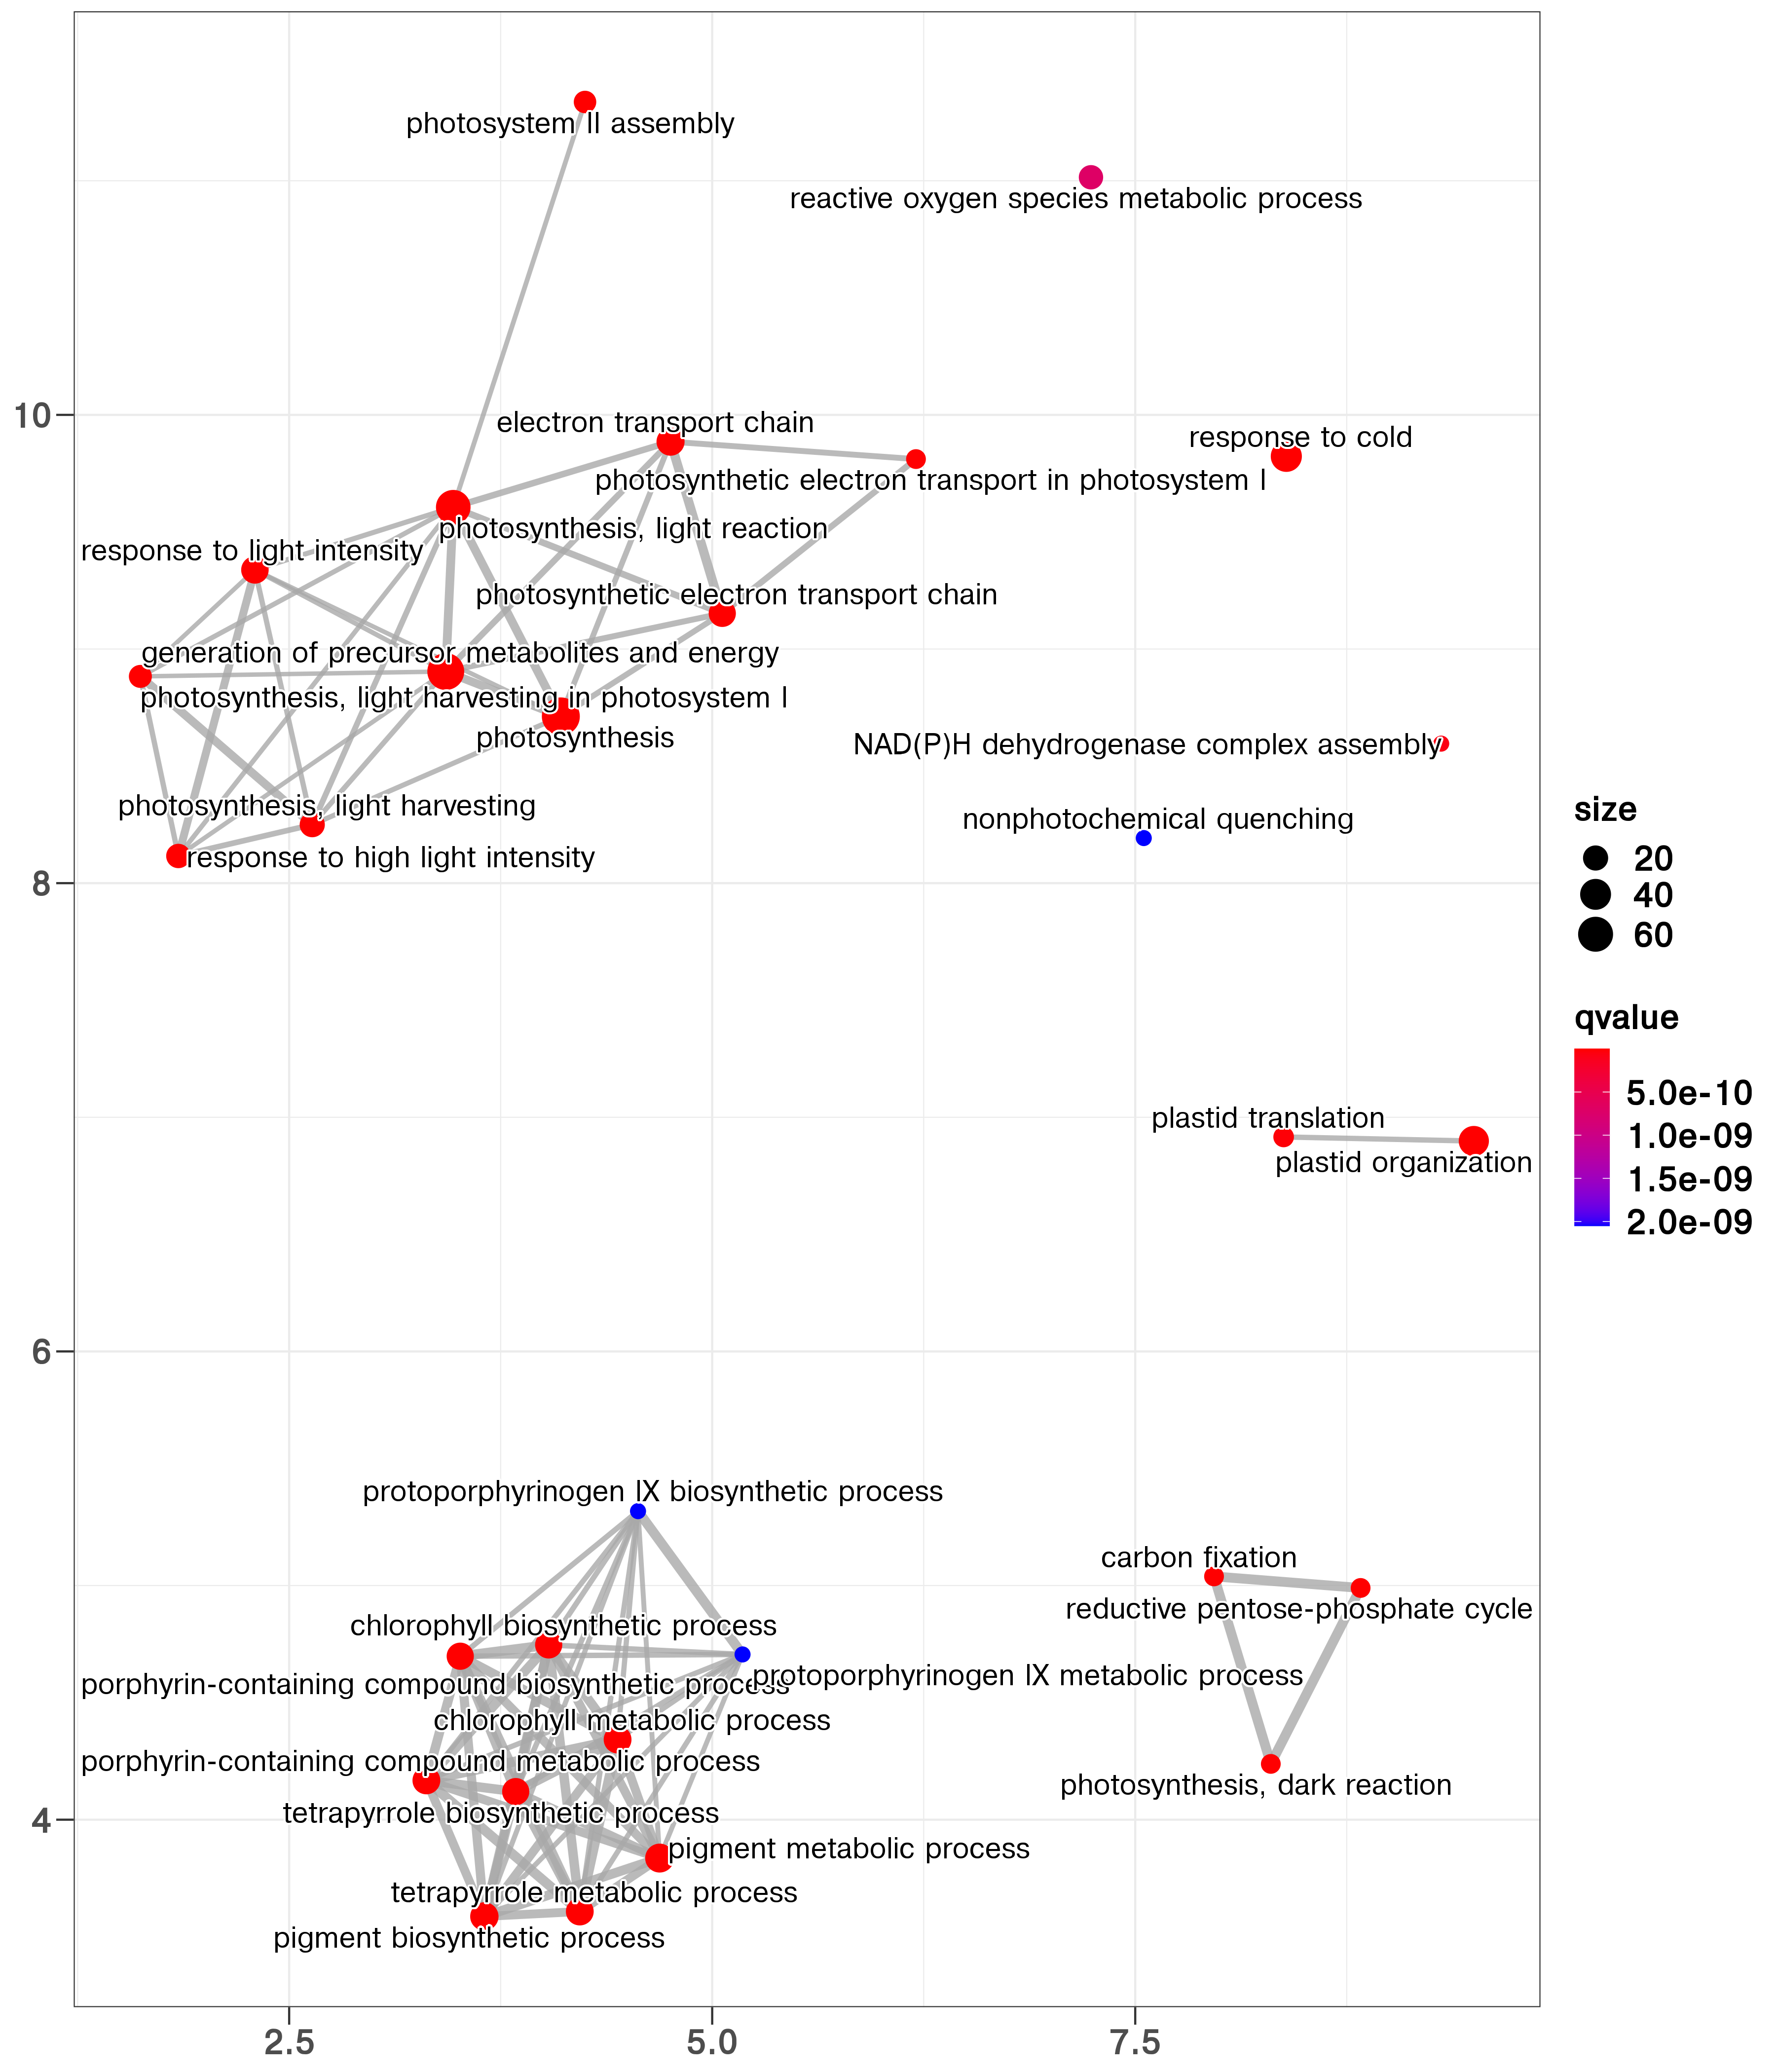 photosystem II assembly
reactive oxygen species metabolic process
10
electron transport chain
response to cold
photosynthetic electron transport in photosystem I
photosynthesis, light reaction
response to light intensity
photosynthetic electron transport chain
generation of precursor metabolites and energy
photosynthesis, light harvesting in photosystem I
photosynthesis
NAD(P)H dehydrogenase complex assembly
photosynthesis, light harvesting
nonphotochemical quenching
response to high light intensity
8
size
20
40
60
qvalue
5.0e-10
1.0e-09
1.5e-09
2.0e-09
plastid translation
plastid organization
6
protoporphyrinogen IX biosynthetic process
carbon fixation
reductive pentose-phosphate cycle
chlorophyll biosynthetic process
protoporphyrinogen IX metabolic process
porphyrin-containing compound biosynthetic process
chlorophyll metabolic process
porphyrin-containing compound metabolic process
photosynthesis, dark reaction
tetrapyrrole biosynthetic process
4
pigment metabolic process
tetrapyrrole metabolic process
pigment biosynthetic process
2.5
5.0
7.5